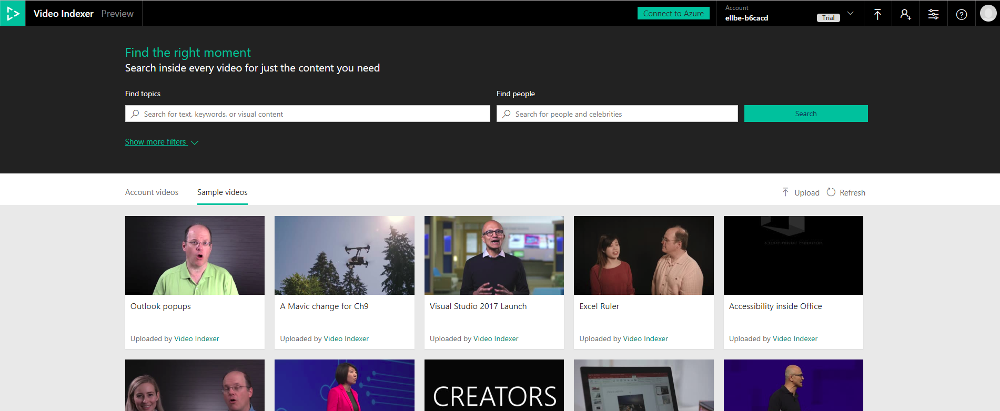 Video Indexer Preview
Connect to Azure
Account
ellbe-b6cacd
Trial
Find the right moment
Search inside every video for just the content you need
Find topics
Find people
Search for text, keywords, or visual content
Search for people and celebrities
Search
Show more filters
Account videos
Sample videos
Upload
Refresh
A STORY PROJECT PRODUCTION
Outlook popups
A Mavic change for Ch9
Visual Studio 2017 Launch
Excel Ruler
Accessibility inside Office
Uploaded by Video Indexer
Uploaded by Video Indexer
Uploaded by Video Indexer
Uploaded by Video Indexer
Uploaded by Video Indexer
CREATORS